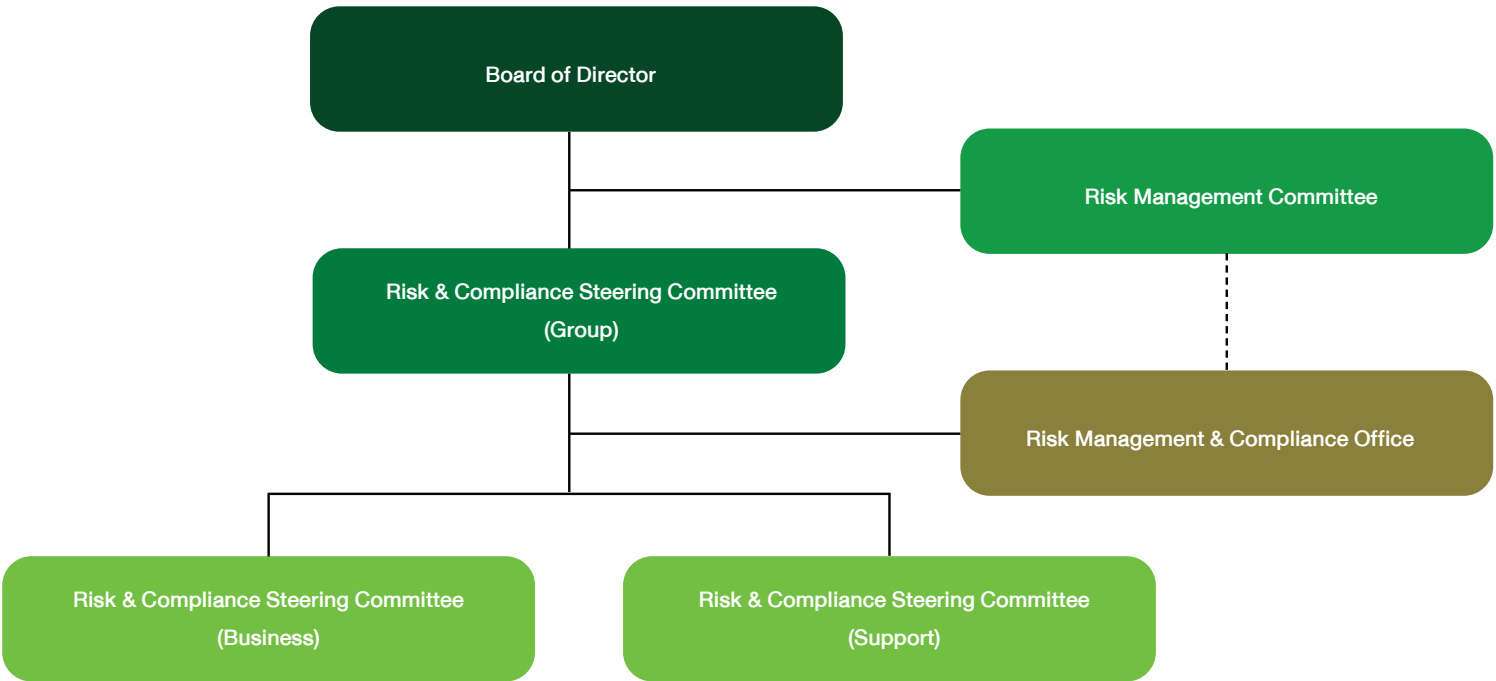 Board of Director
Risk Management Committee
Risk & Compliance Steering Committee
(Group)
Risk Management & Compliance Office
Risk & Compliance Steering Committee
(Business)
Risk & Compliance Steering Committee
(Support)